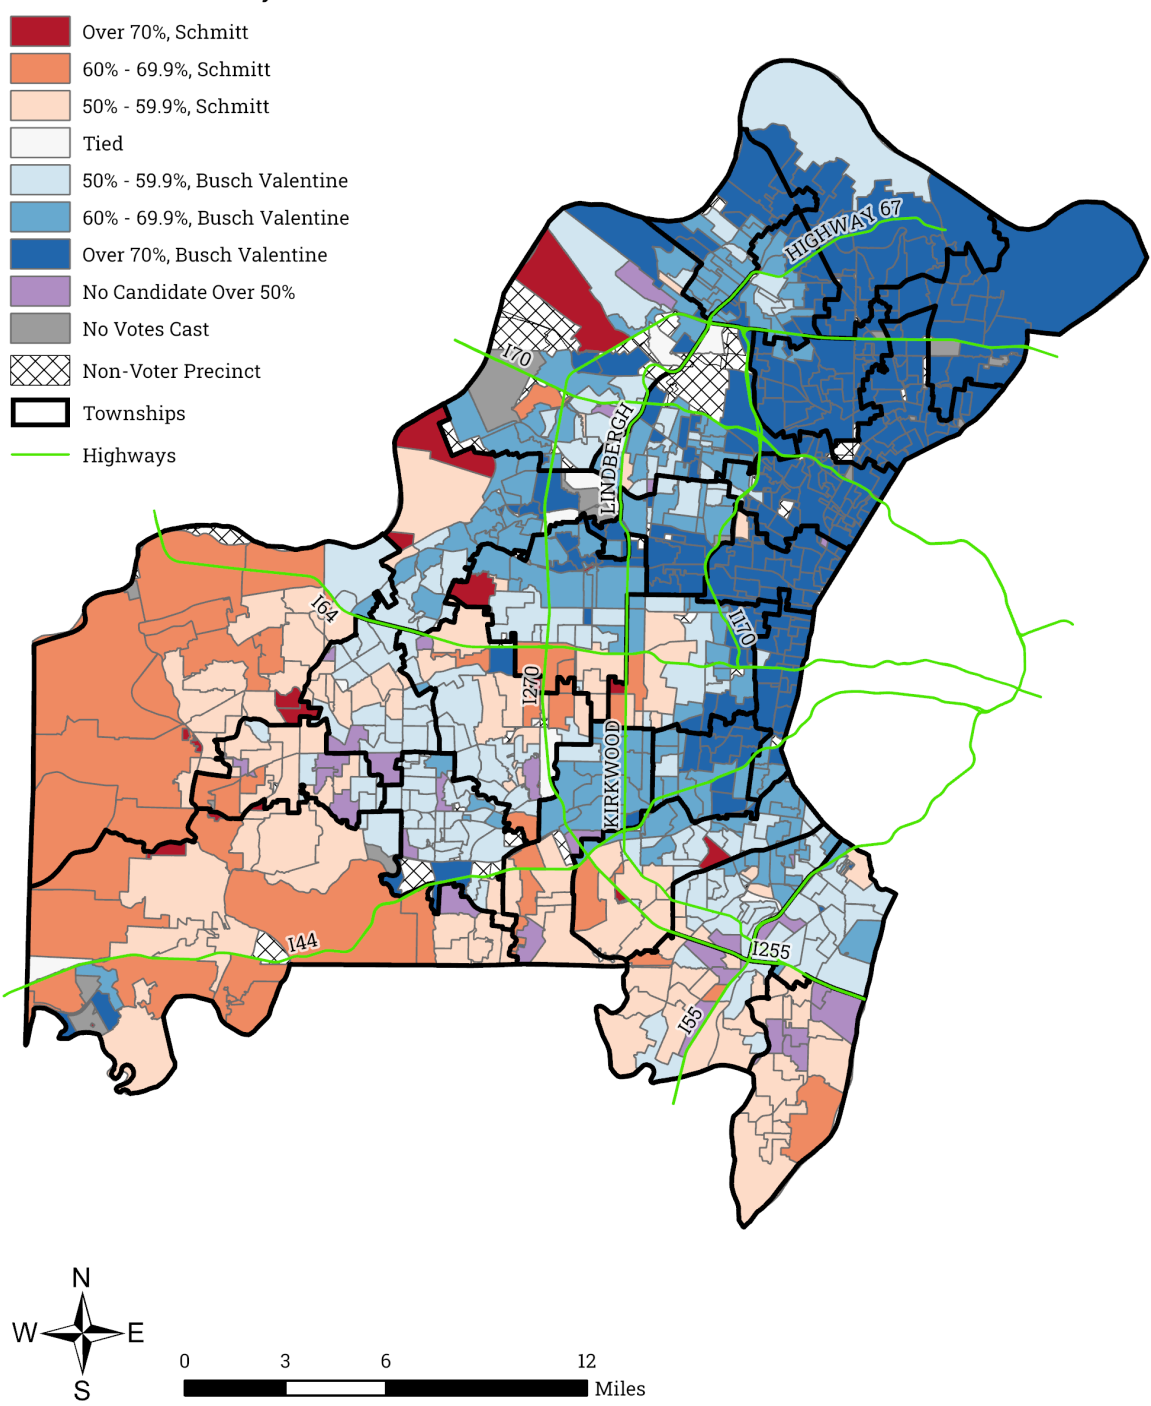 Over 70%, Schmitt
60% - 69.9%, Schmitt
50% - 59.9%, Schmitt
Tied
50% - 59.9%, Busch Valentine
60% - 69.9%, Busch Valentine
Over 70%, Busch Valentine
No Candidate Over 50%
No Votes Cast
Non-Voter Precinct
Townships
Highways
HIGHWAY 67
I70
LINDBERGH
I64
I170
I270
KIRKWOOD
I44
I255
I55
N
W E
S
0 3 6 12
Miles